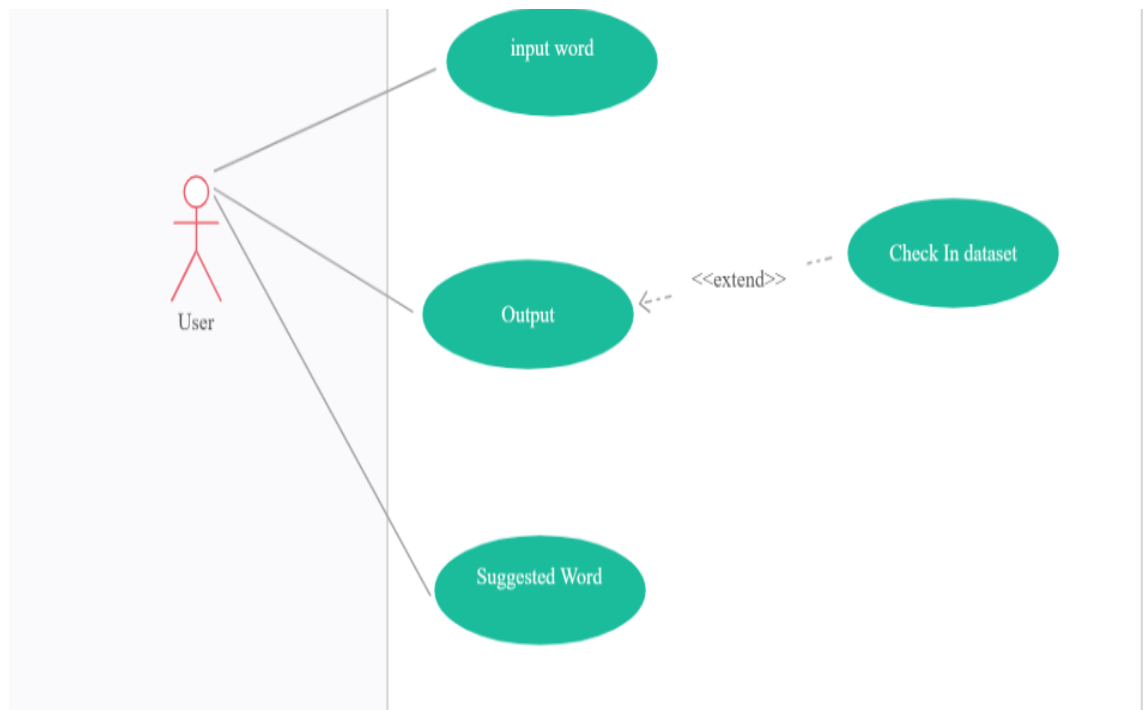 input word
Check In dataset
<<extend>>
Output
User
Suggested Word